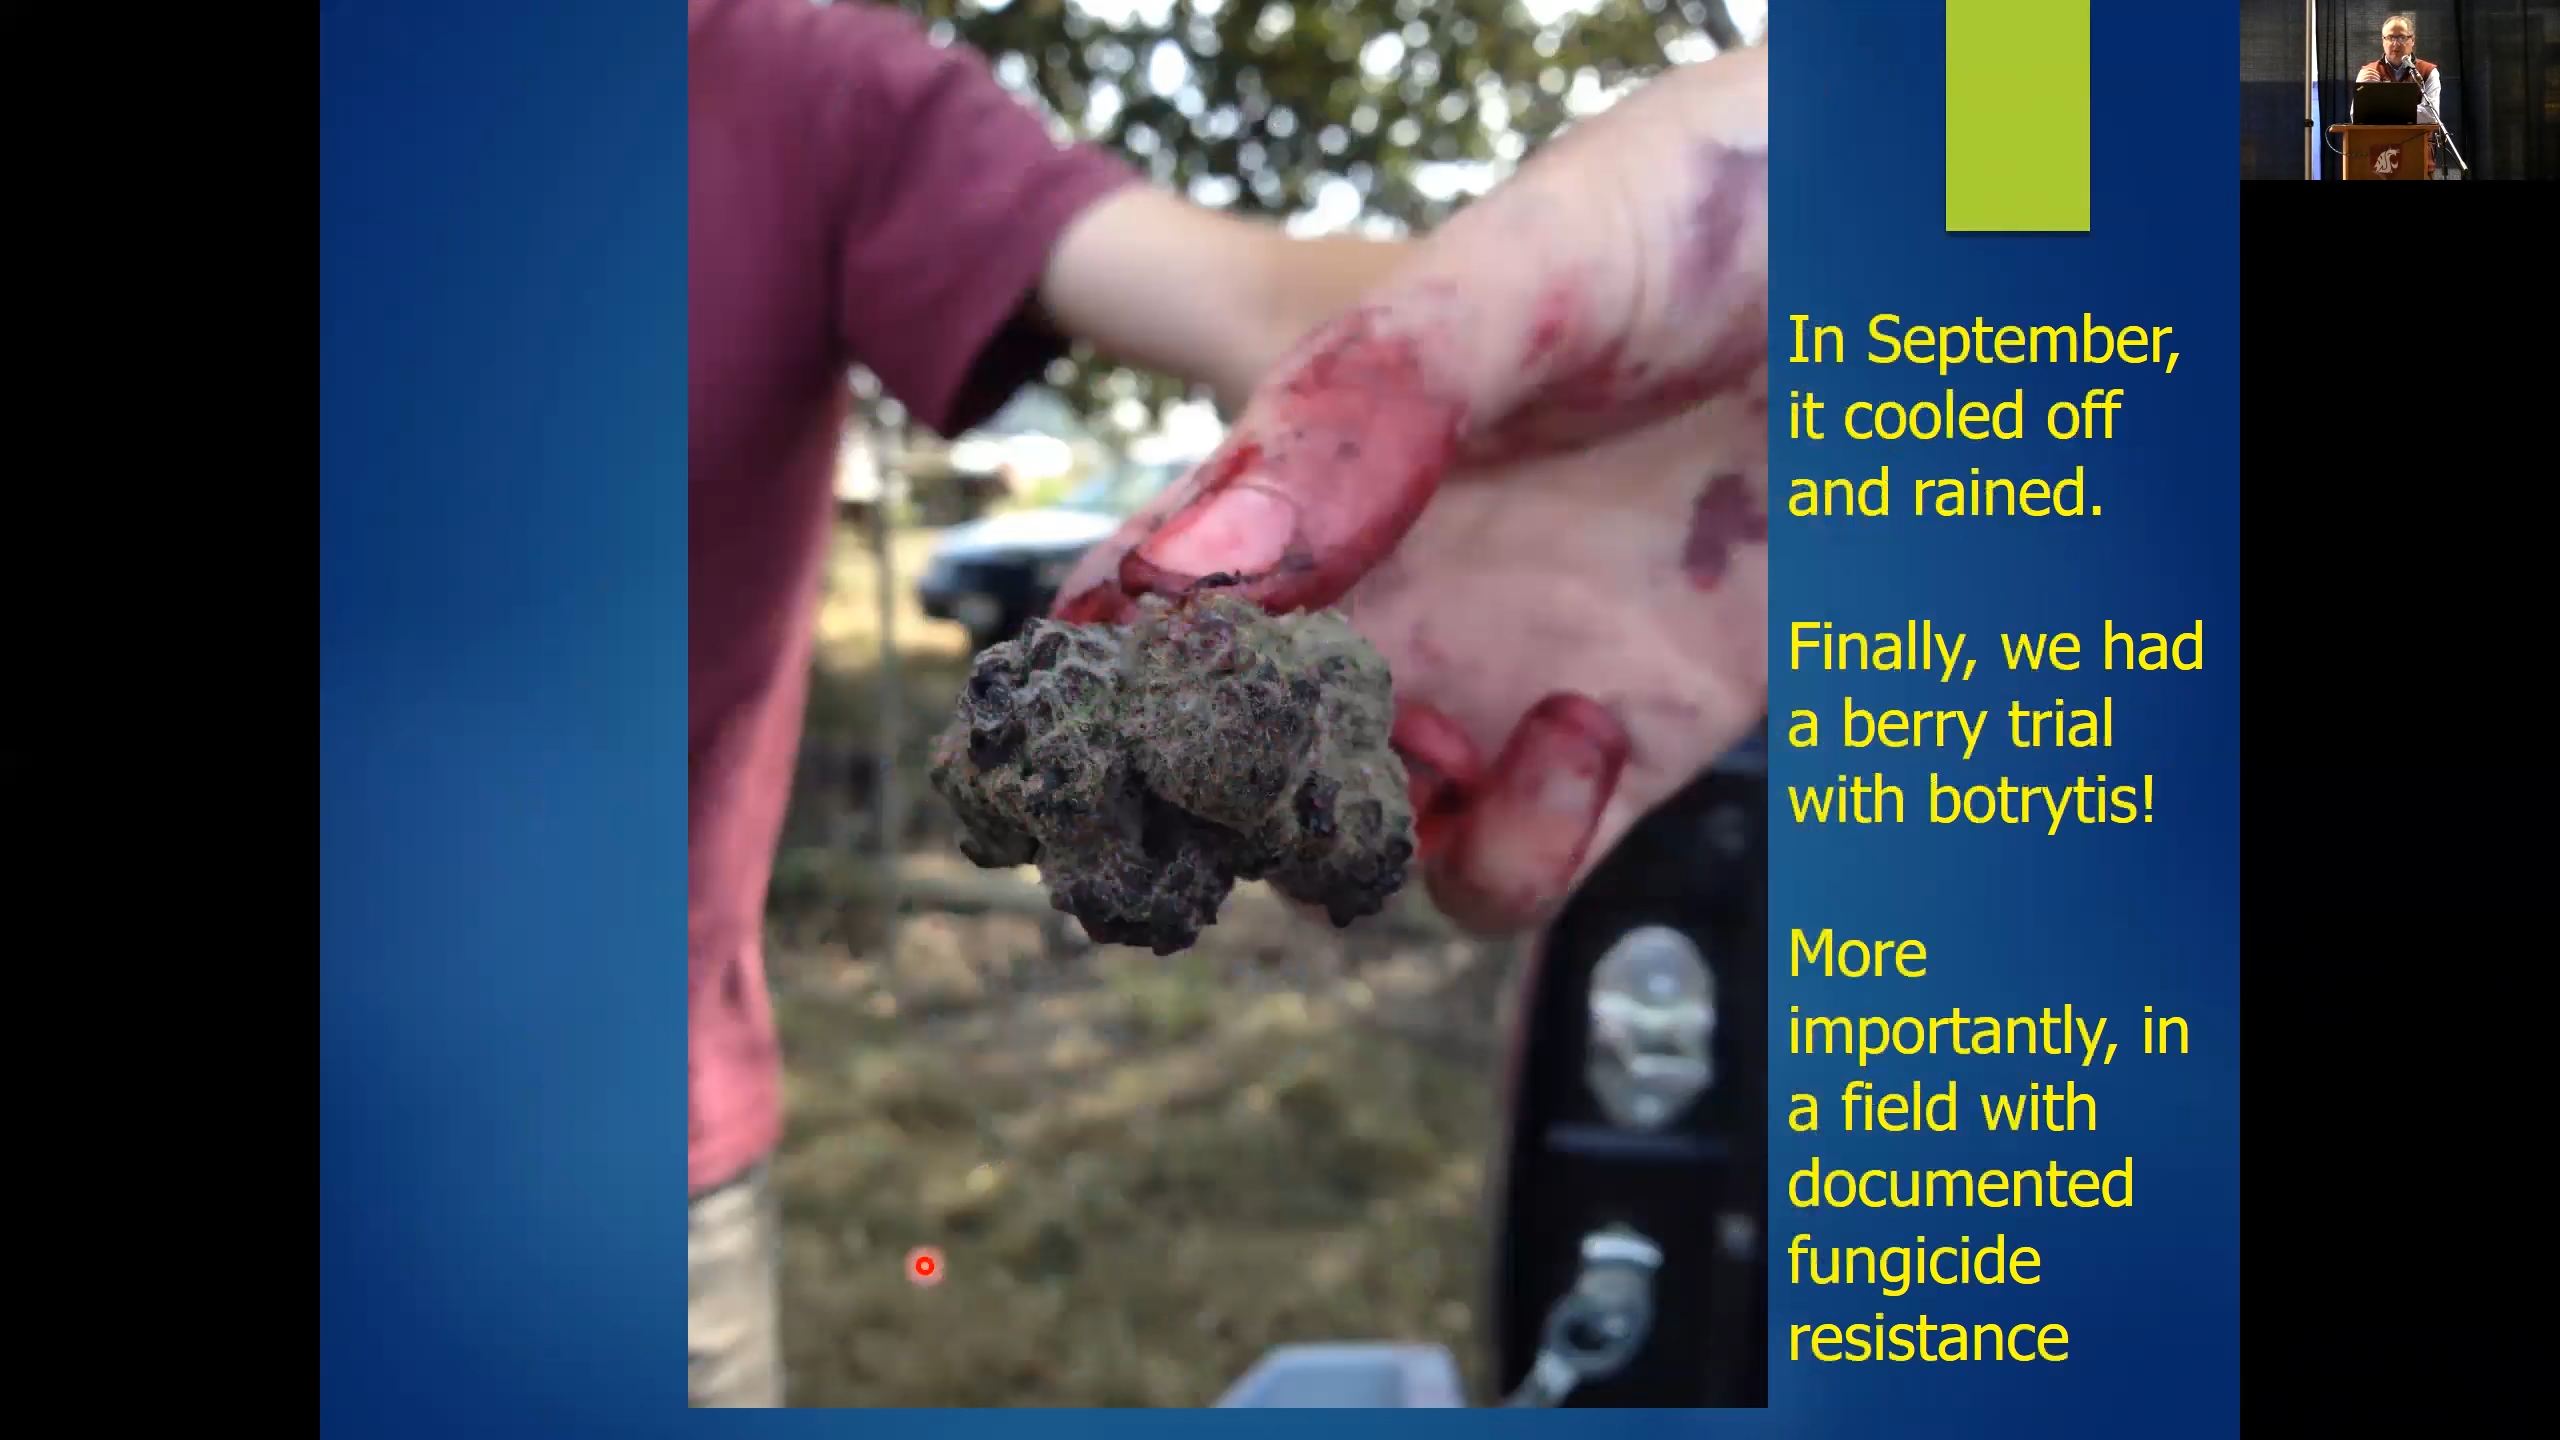 In September,
it cooled off
and rained.
Finally, we had
a berry trial
with botrytis!
More
importantly, in
a field with
documented
fungicide
resistance